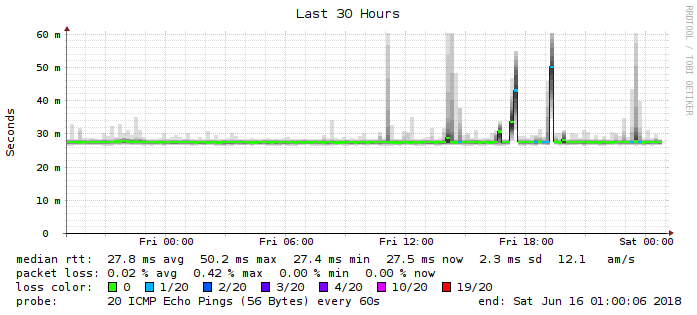 Last 30 Hours
RRDTOOL / TOBI OETIKER
Seconds
60 m
50 m
40 m
30 m
20 m
10 m
0
Fri 00:00 Fri 06:00 Fri 12:00 Fri 18:00 Sat 00:00
median rtt: 27.8 ms avg 50.2 ms max 27.4 ms min 27.5 ms now 2.3 ms sd 12.1 am/s
packet loss: 0.02 % avg 0.42 % max 0.00 % min 0.00 % now
loss color: 0 1/20 2/20 3/20 4/20 10/20 19/20
probe: 20 ICMP Echo Pings (56 Bytes) every 60s end: Sat Jun 16 01:00:06 2018